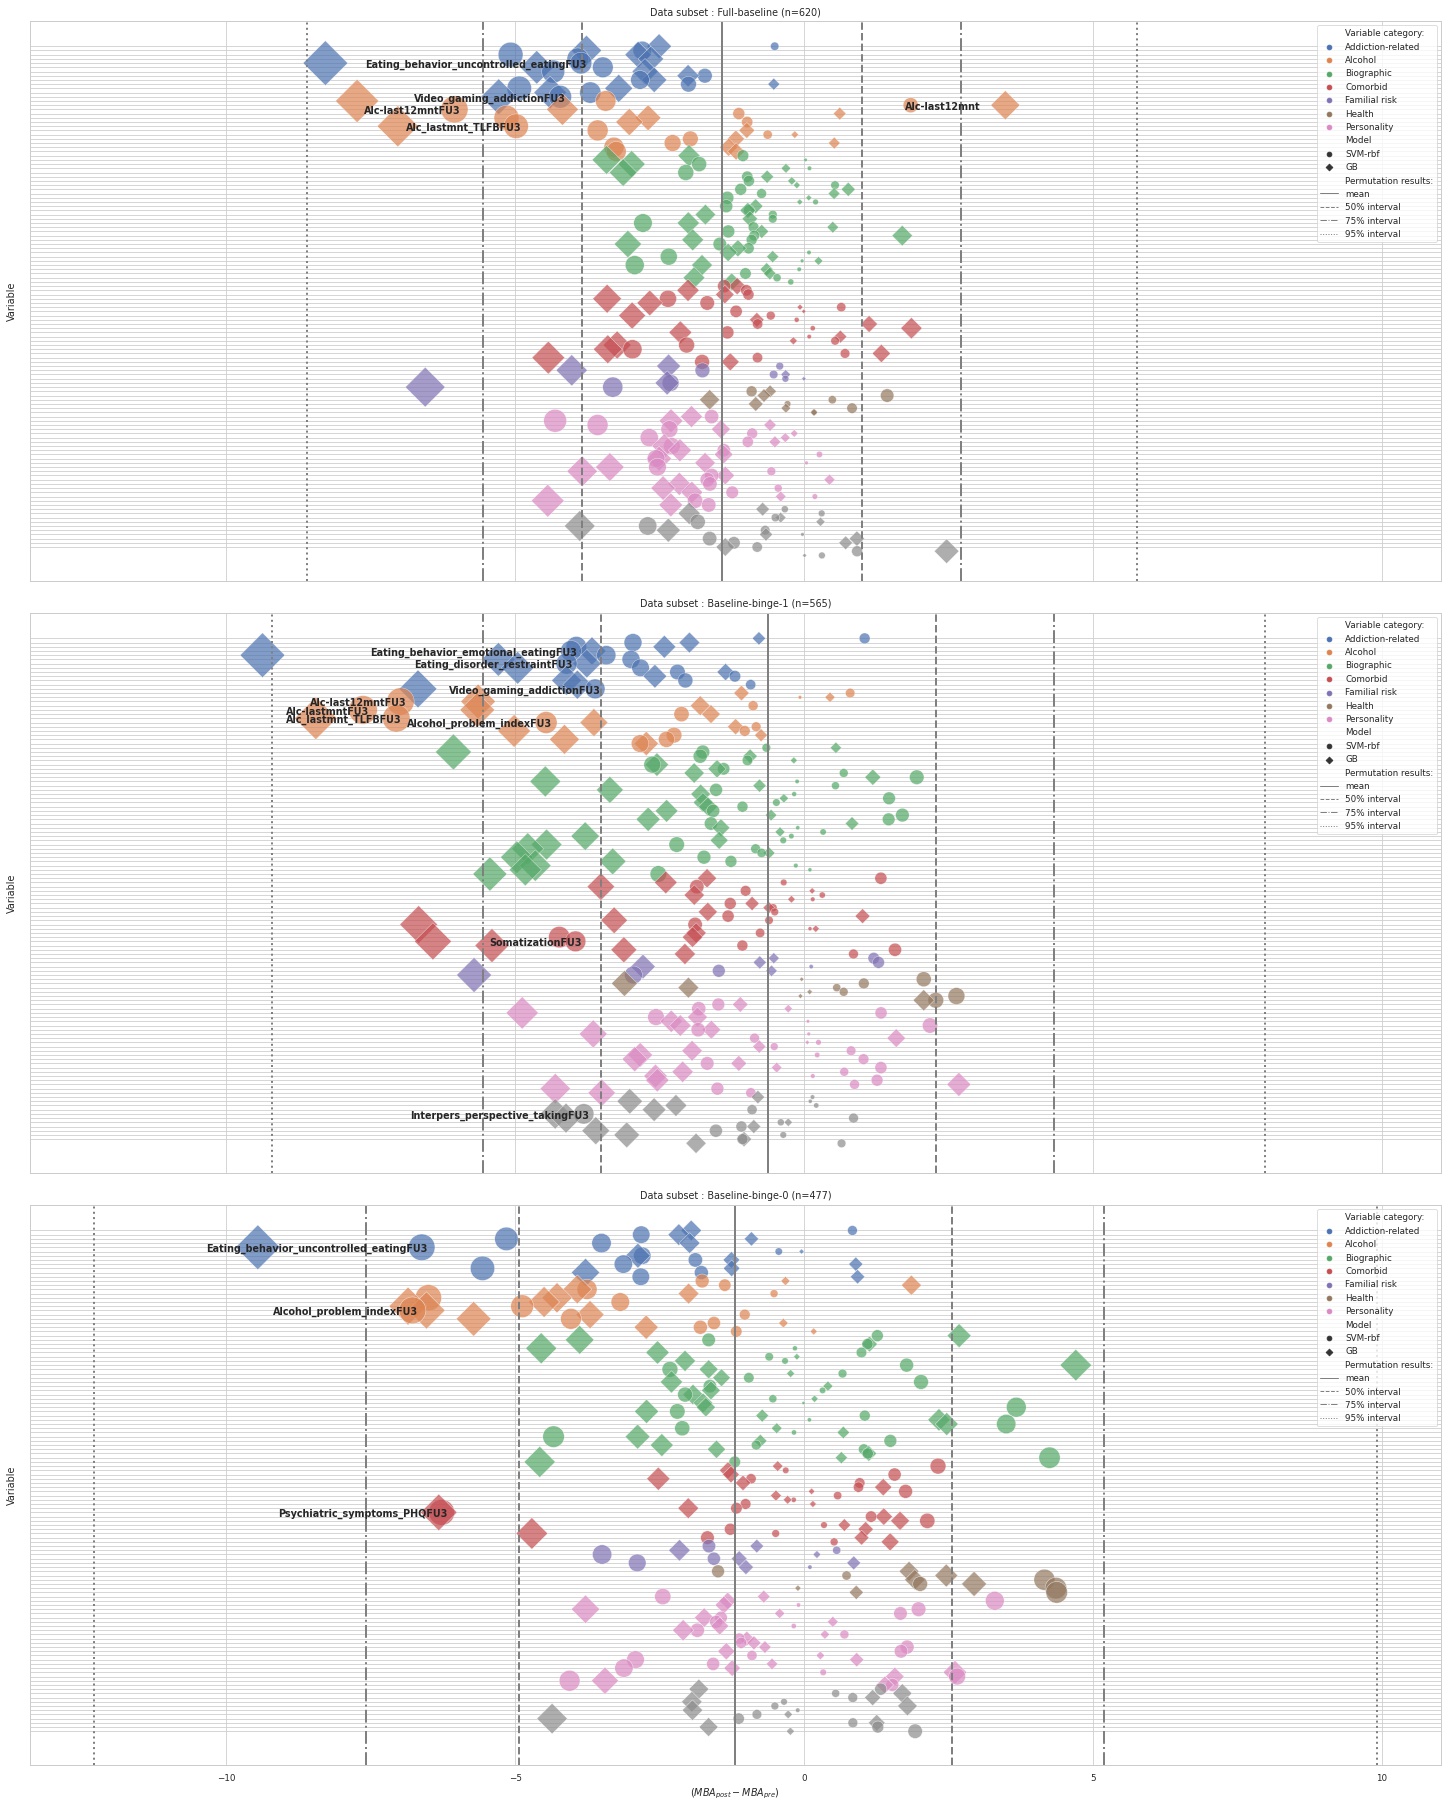 Data subset : Full-baseline (n=620)
Variable category:
Addiction-related
Alcohol
Biographic
Comorbid
Familial risk
Health
Personality
Model
SVM-rbf
GB
Permutation results:
mean
50% interval
75% interval
95% interval
Eating_behavior_uncontrolled_eatingFU3
Video_gaming_addictionFU3
Alc-last12mntFU3
Alc-last12mnt
Alc_lastmnt_TLFBFU3
Variable
Data subset : Baseline-binge-1 (n=565)
Variable category:
Addiction-related
Alcohol
Biographic
Comorbid
Familial risk
Health
Personality
Model
SVM-rbf
GB
Permutation results:
mean
50% interval
75% interval
95% interval
Eating_behavior_emotional_eatingFU3
Eating_disorder_restraintFU3
Video_gaming_addictionFU3
Alc-last12mntFU3
Alc-lastmntFU3
Alc_lastmnt_TLFBFU3
Alcohol_problem_indexFU3
SomatizationFU3
Interpers_perspective_takingFU3
Variable
Data subset : Baseline-binge-0 (n=477)
Variable category:
Addiction-related
Alcohol
Biographic
Comorbid
Familial risk
Health
Personality
Model
SVM-rbf
GB
Permutation results:
mean
50% interval
75% interval
95% interval
Eating_behavior_uncontrolled_eatingFU3
Alcohol_problem_indexFU3
Psychiatric_symptoms_PHQFU3
Variable
−10 −5 0 5 10
(MBA_post − MBA_pre)